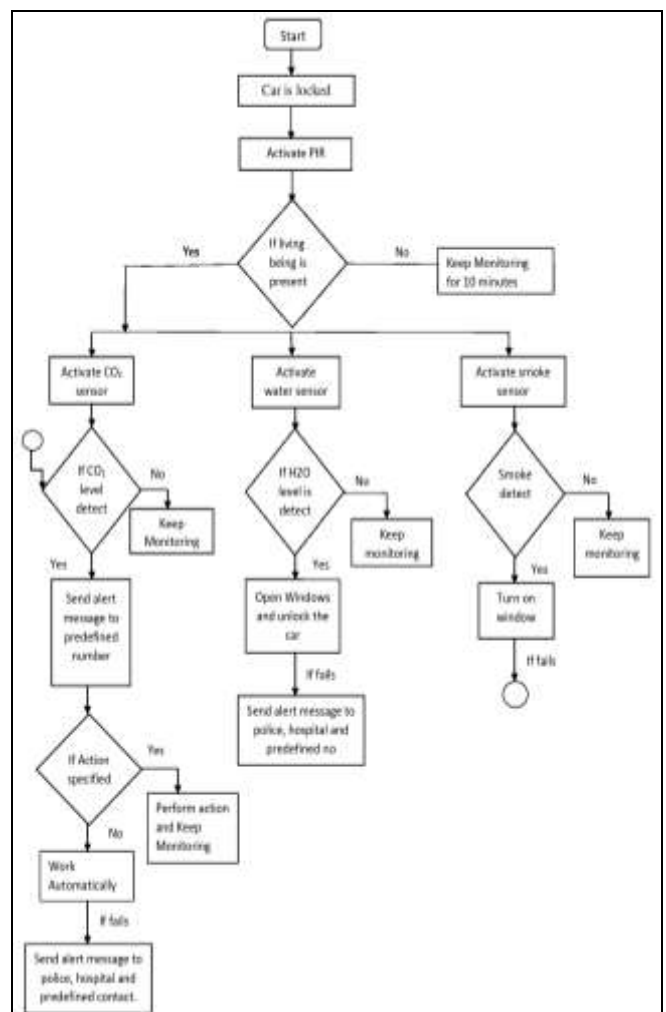 Start
Car is locked
Activate PIR
If living
being is
present
Yes
No
Keep Monitoring
for 10 minutes
Activate CO₂
sensor
Activate
water sensor
Activate smoke
sensor
If CO₂
level
detect
No
Keep
Monitoring
Yes
If H2O
level is
detect
No
Keep
monitoring
Yes
Smoke
detect
No
Keep
monitoring
Yes
Send alert
message to
predefined
number
Open Windows
and unlock the
car
Turn on
window
If fails
If fails
Send alert message to
police, hospital and
predefined no
If Action
specified
Yes
Perform action
and Keep
Monitoring
No
Work
Automatically
If fails
Send alert message to
police, hospital and
predefined contact.